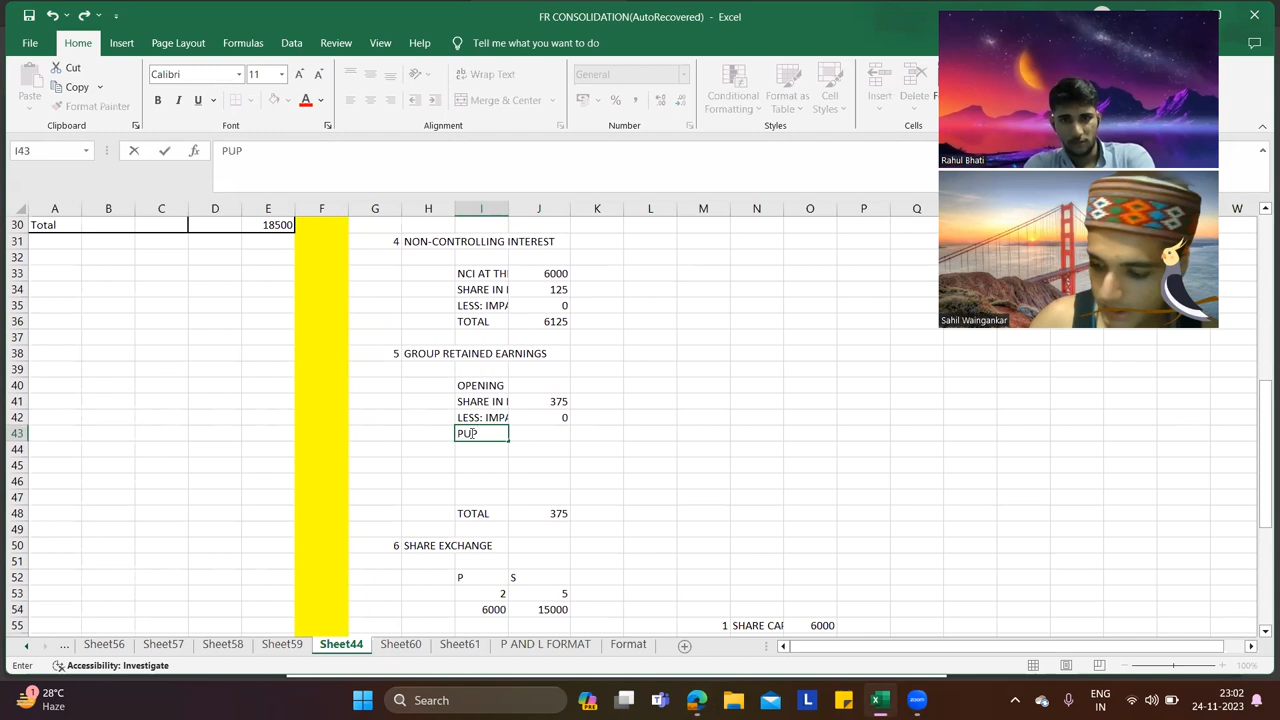 FR CONSOLIDATION(AutoRecovered) - Excel
File Home Insert Page Layout Formulas Data Review View Help Tell me what you want to do
Paste Cut Copy Format Painter
Clipboard
Calibri 11
B I U A
Font
Wrap Text
Merge & Center
Alignment
General
% ,
Number
Conditional Formatting Format as Table Cell Styles
Styles
Insert Delete
Cells
Rahul Bhati
Sahil Waingankar
I43 fx PUP
A B C D E F G H I J K L M N O P Q W
30 Total 18500
31 4 NON-CONTROLLING INTEREST
32
33 NCI AT TH 6000
34 SHARE IN I 125
35 LESS: IMPA 0
36 TOTAL 6125
37
38 5 GROUP RETAINED EARNINGS
39
40 OPENING
41 SHARE IN I 375
42 LESS: IMPA 0
43 PUP
44
45
46
47
48 TOTAL 375
49
50 6 SHARE EXCHANGE
51
52 P S
53 2 5
54 6000 15000
55 1 SHARE CAP 6000
... Sheet56 Sheet57 Sheet58 Sheet59 Sheet44 Sheet60 Sheet61 P AND L FORMAT Format
Enter Accessibility: Investigate 100%
28°C
Haze
Search
PRE
L
ENG
IN
23:02
24-11-2023